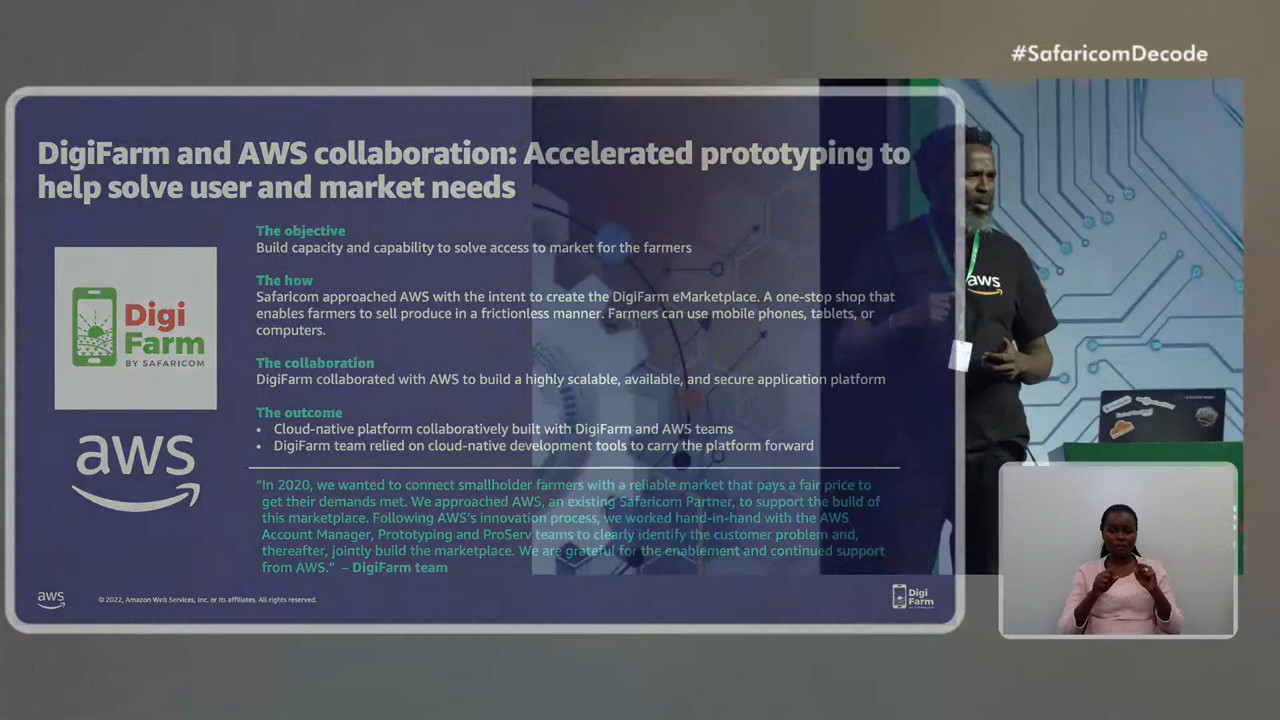 #SafaricomDecode
DigiFarm and AWS collaboration: Accelerated prototyping to
help solve user and market needs
The objective
Build capacity and capability to solve access to market for the farmers
The how
Safaricom approached AWS with the intent to create the DigiFarm eMarketplace. A one-stop shop that
enables farmers to sell produce in a frictionless manner. Farmers can use mobile phones, tablets, or
computers.
The collaboration
DigiFarm collaborated with AWS to build a highly scalable, available, and secure application platform
The outcome
• Cloud-native platform collaboratively built with DigiFarm and AWS teams
• DigiFarm team relied on cloud-native development tools to carry the platform forward
“In 2020, we wanted to connect smallholder farmers with a reliable market that pays a fair price to
get their demands met. We approached AWS, an existing Safaricom Partner, to support the build of
this marketplace. Following AWS's innovation process, we worked hand-in-hand with the AWS
Account Manager, Prototyping and ProServ teams to clearly identify the customer problem and,
thereafter, jointly build the marketplace. We are grateful for the enablement and continued support
from AWS.” – DigiFarm team
Digi
Farm
BY SAFARICOM
aws
aws
© 2022, Amazon Web Services, Inc. or its affiliates. All rights reserved.
Digi
Farm
aws